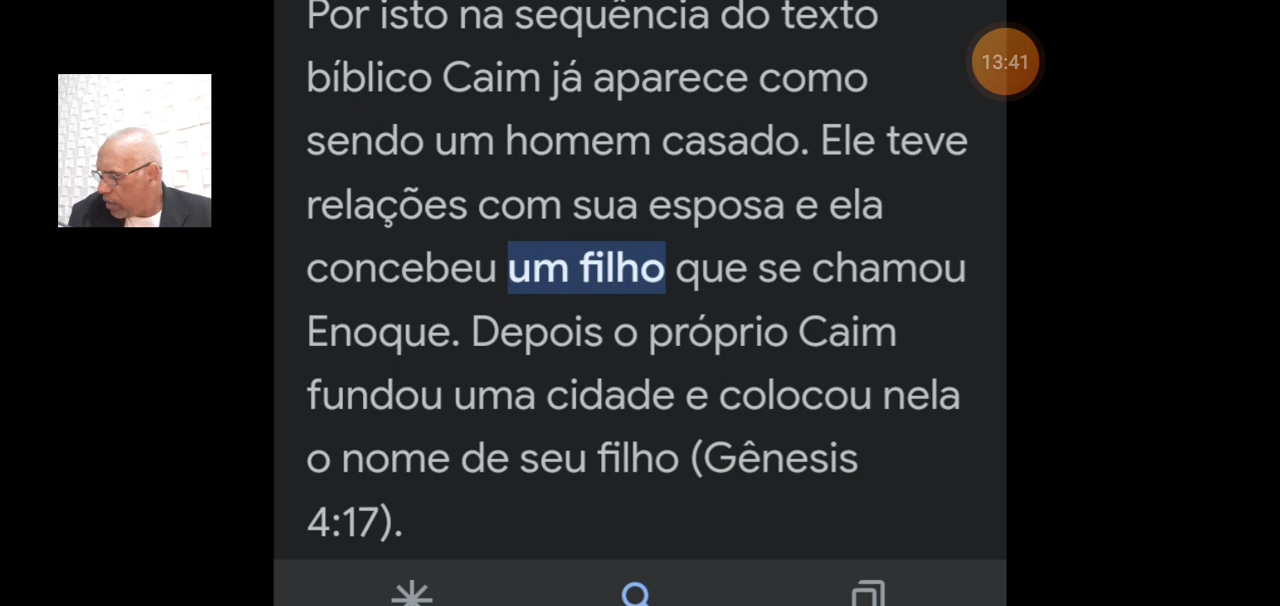 Por isto na sequência do texto
13:41
bíblico Caim já aparece como
sendo um homem casado. Ele teve
relações com sua esposa e ela
concebeu um filho que se chamou
Enoque. Depois o próprio Caim
fundou uma cidade e colocou nela
o nome de seu filho (Gênesis
4:17).